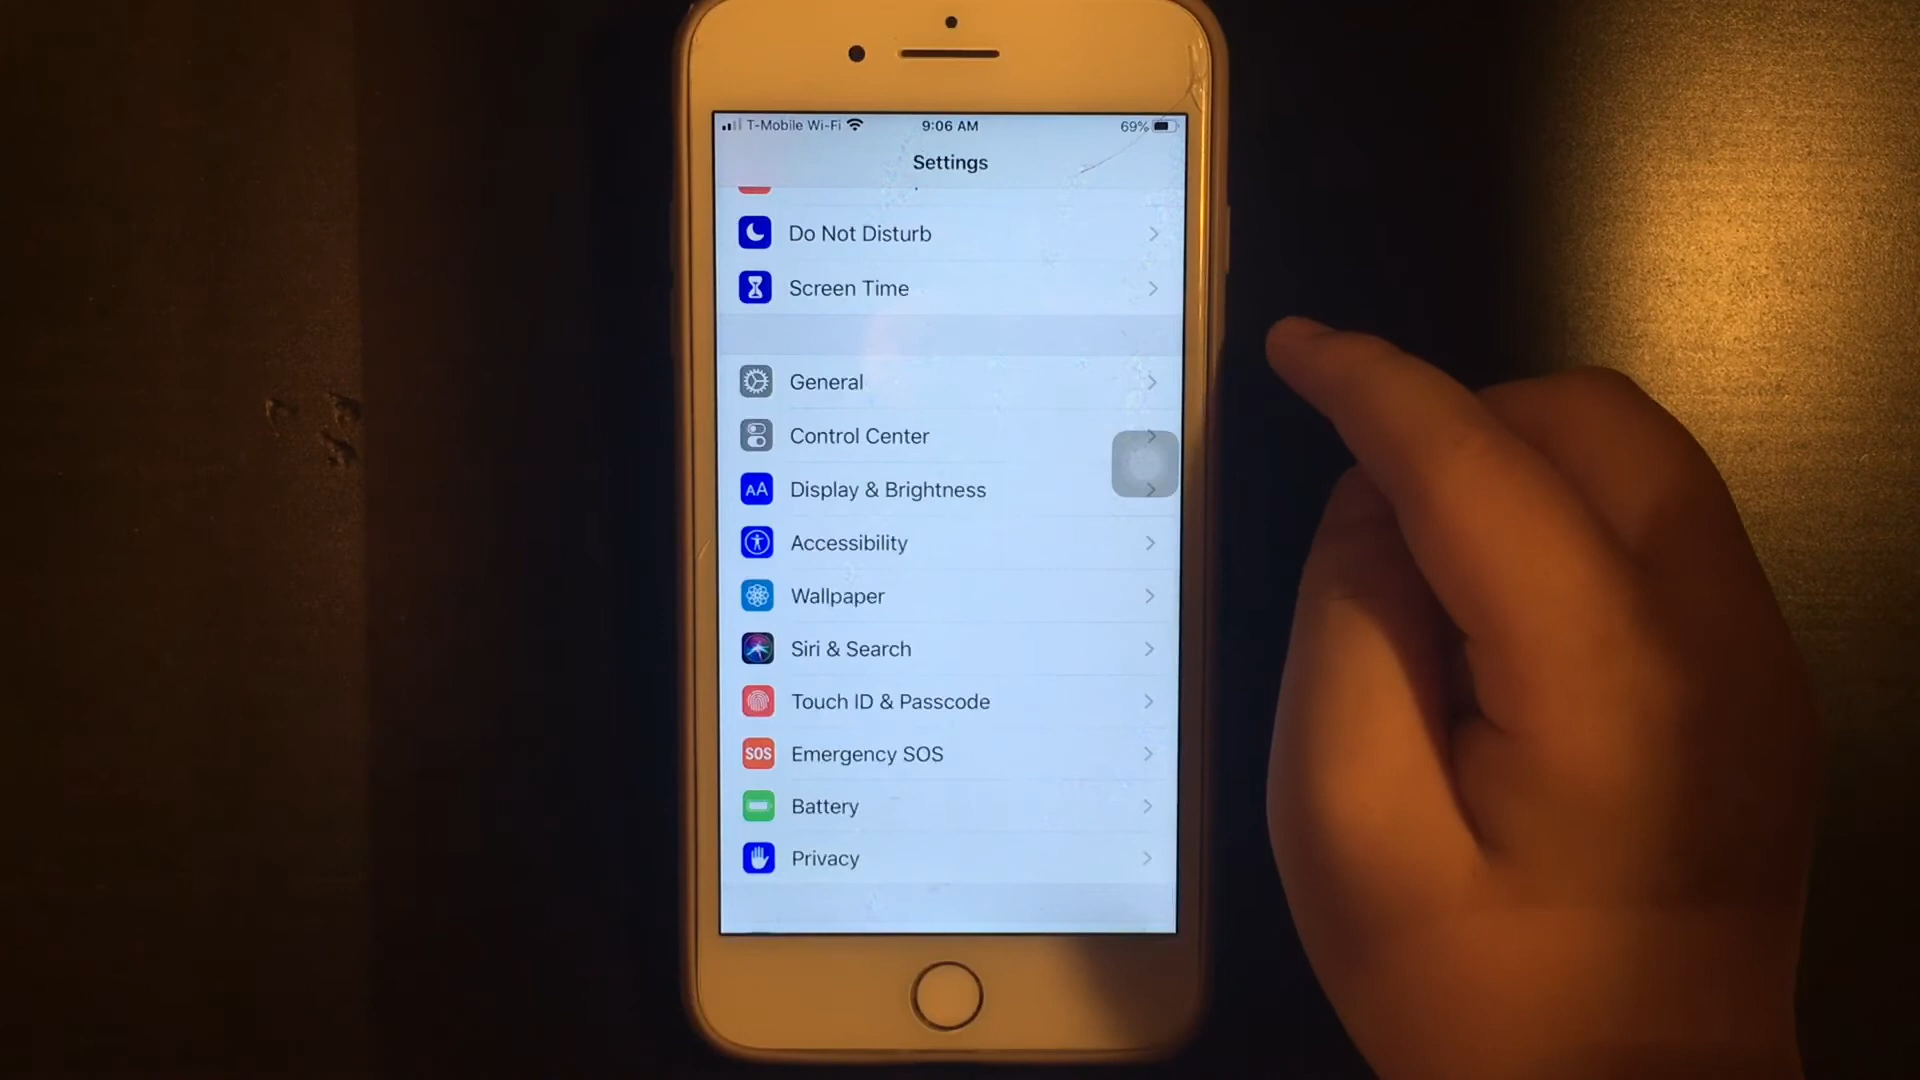 T-Mobile Wi-Fi 9:06 AM 69%
Settings
Do Not Disturb
Screen Time
General
Control Center
AA Display & Brightness
Accessibility
Wallpaper
Siri & Search
Touch ID & Passcode
SOS Emergency SOS
Battery
Privacy